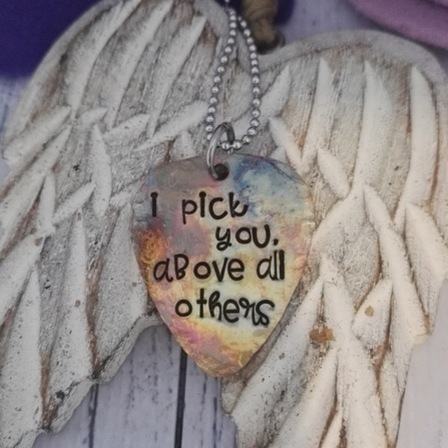 i pick
you,
aBove all
others